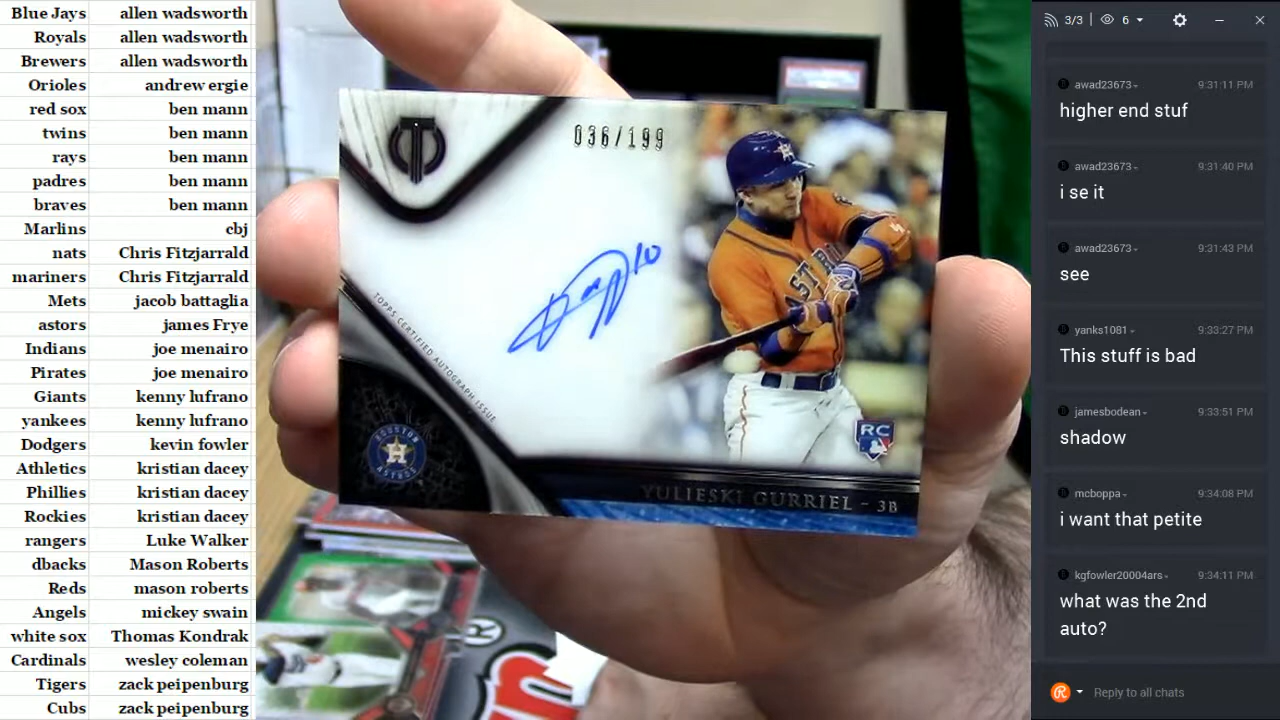 Blue Jays allen wadsworth
Royals allen wadsworth
Brewers allen wadsworth
Orioles andrew ergie
red sox ben mann
twins ben mann
rays ben mann
padres ben mann
braves ben mann
Marlins cbj
nats Chris Fitzjarrald
mariners Chris Fitzjarrald
Mets jacob battaglia
astors james Frye
Indians joe menairo
Pirates joe menairo
Giants kenny lufrano
yankees kenny lufrano
Dodgers kevin fowler
Athletics kristian dacey
Phillies kristian dacey
Rockies kristian dacey
rangers Luke Walker
dbacks Mason Roberts
Reds mason roberts
Angels mickey swain
white sox Thomas Kondrak
Cardinals wesley coleman
Tigers zack peipenburg
Cubs zack peipenburg
036/199
TOPPS CERTIFIED AUTOGRAPH ISSUE
10
ASTR
HOUSTON
H
ASTROS
RC
YULIESKI GURRIEL - 3B
®
3/3 | 6
awad23673 9:31:11 PM
higher end stuf
awad23673 9:31:40 PM
i se it
awad23673 9:31:43 PM
see
yanks1081 9:33:27 PM
This stuff is bad
jamesbodean 9:33:51 PM
shadow
mcboppa 9:34:08 PM
i want that petite
kgfowler20004ars 9:34:11 PM
what was the 2nd
auto?
Reply to all chats